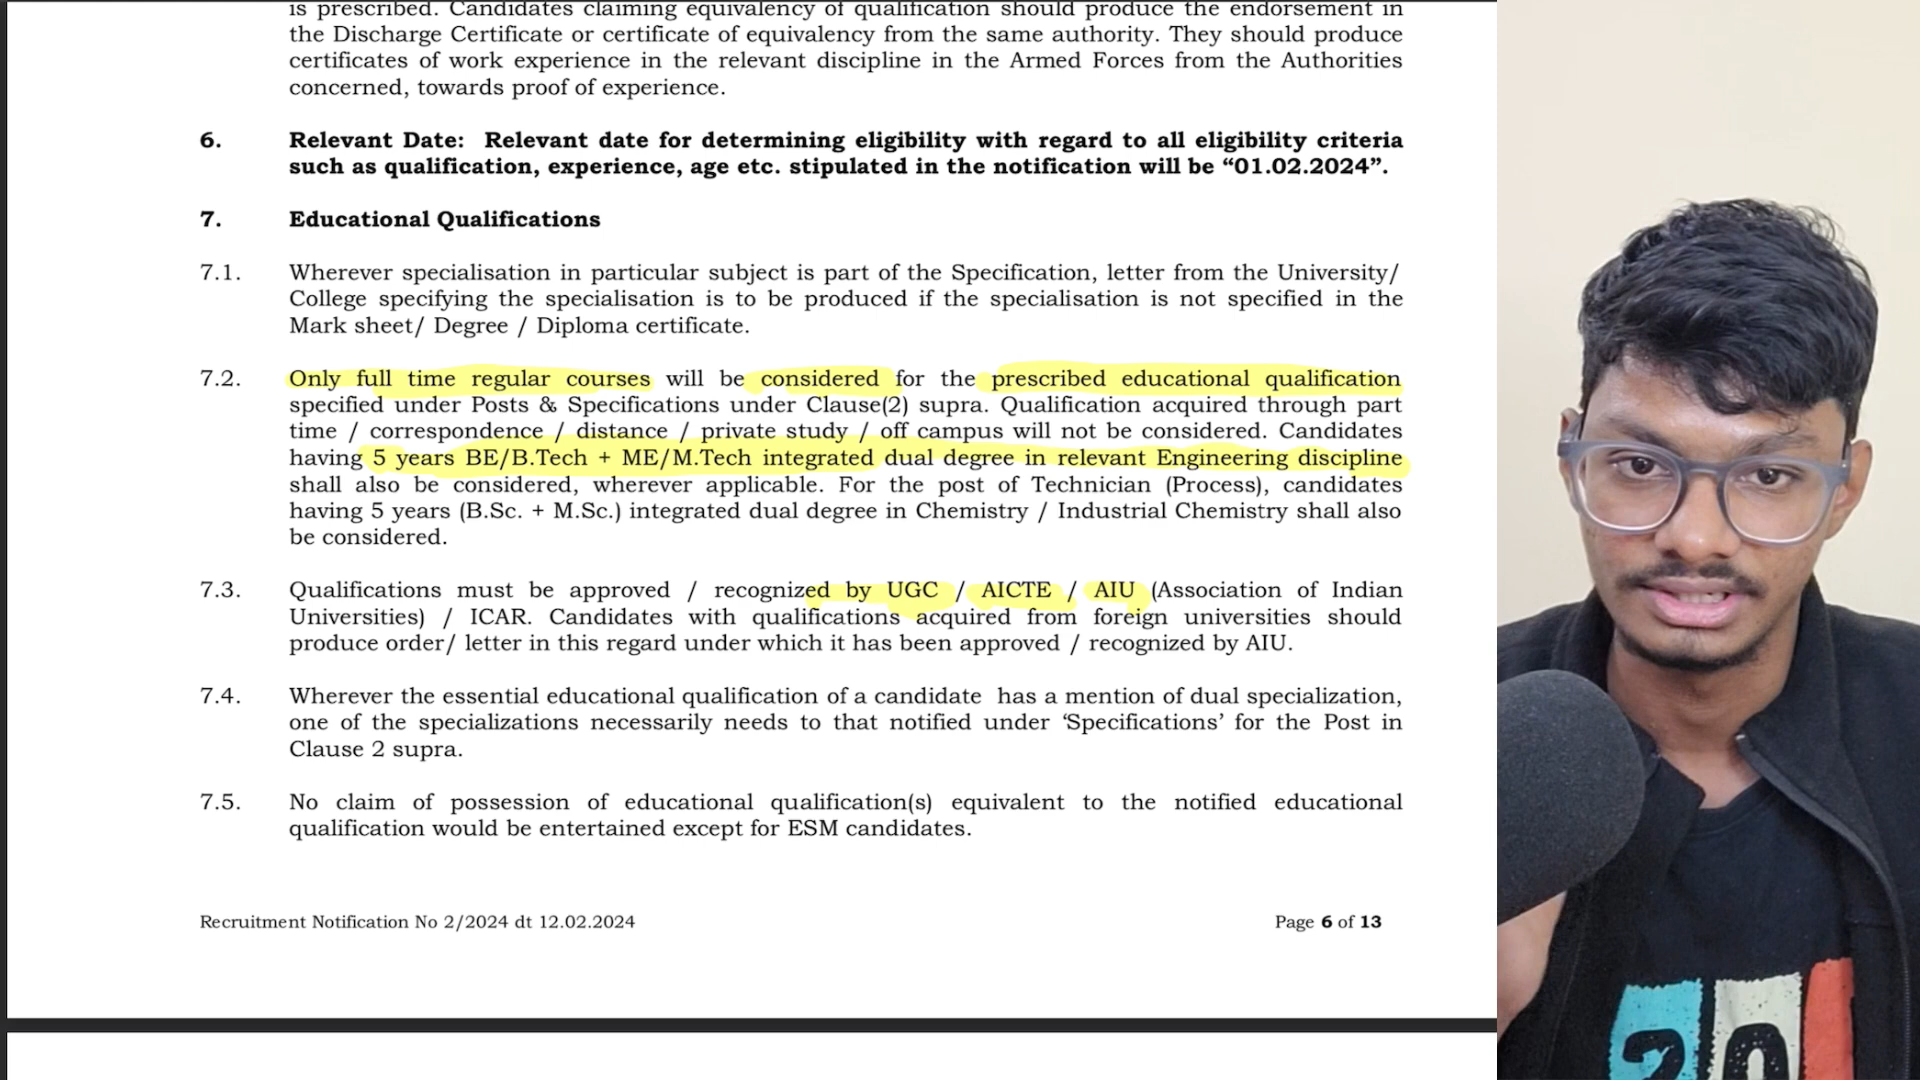 is prescribed. Candidates claiming equivalency of qualification should produce the endorsement in
the Discharge Certificate or certificate of equivalency from the same authority. They should produce
certificates of work experience in the relevant discipline in the Armed Forces from the Authorities
concerned, towards proof of experience.
6. Relevant Date: Relevant date for determining eligibility with regard to all eligibility criteria
such as qualification, experience, age etc. stipulated in the notification will be “01.02.2024”.
7. Educational Qualifications
7.1. Wherever specialisation in particular subject is part of the Specification, letter from the University/
College specifying the specialisation is to be produced if the specialisation is not specified in the
Mark sheet/ Degree / Diploma certificate.
7.2. Only full time regular courses will be considered for the prescribed educational qualification
specified under Posts & Specifications under Clause(2) supra. Qualification acquired through part
time / correspondence / distance / private study / off campus will not be considered. Candidates
having 5 years BE/B.Tech + ME/M.Tech integrated dual degree in relevant Engineering discipline
shall also be considered, wherever applicable. For the post of Technician (Process), candidates
having 5 years (B.Sc. + M.Sc.) integrated dual degree in Chemistry / Industrial Chemistry shall also
be considered.
7.3. Qualifications must be approved / recognized by UGC / AICTE / AIU (Association of Indian
Universities) / ICAR. Candidates with qualifications acquired from foreign universities should
produce order/ letter in this regard under which it has been approved / recognized by AIU.
7.4. Wherever the essential educational qualification of a candidate has a mention of dual specialization,
one of the specializations necessarily needs to that notified under ‘Specifications’ for the Post in
Clause 2 supra.
7.5. No claim of possession of educational qualification(s) equivalent to the notified educational
qualification would be entertained except for ESM candidates.
Recruitment Notification No 2/2024 dt 12.02.2024
Page 6 of 13
20